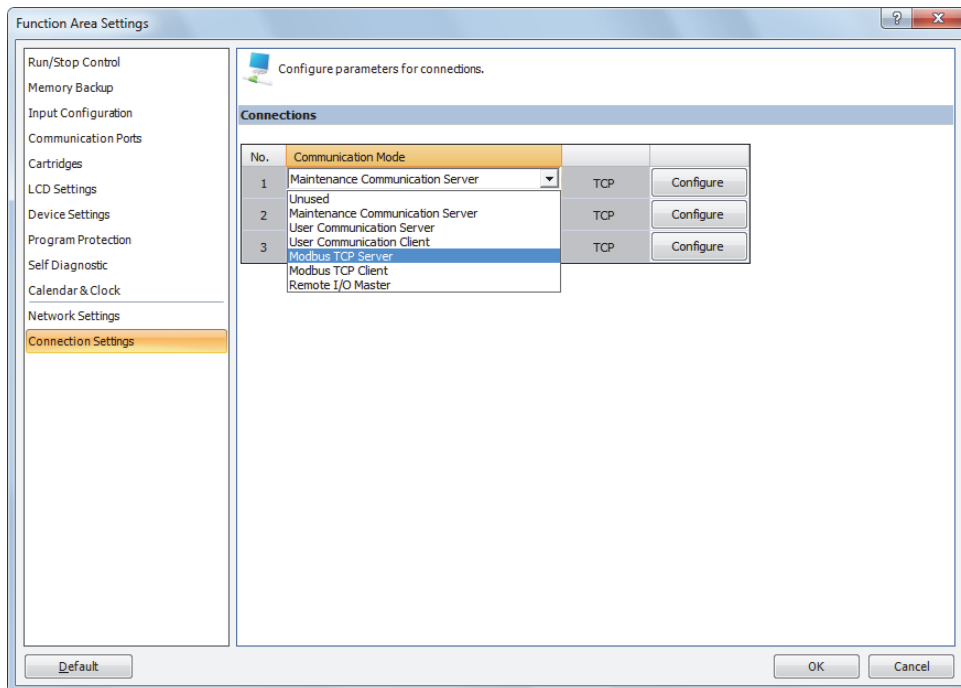 Function Area Settings
?
X
Run/Stop Control
Memory Backup
Input Configuration
Communication Ports
Cartridges
LCD Settings
Device Settings
Program Protection
Self Diagnostic
Calendar & Clock
Network Settings
Connection Settings
Configure parameters for connections.
Connections
No. Communication Mode
1 Maintenance Communication Server TCP Configure
Unused
Maintenance Communication Server
2 TCP Configure
User Communication Server
User Communication Client
3 TCP Configure
Modbus TCP Server
Modbus TCP Client
Remote I/O Master
Default
OK
Cancel